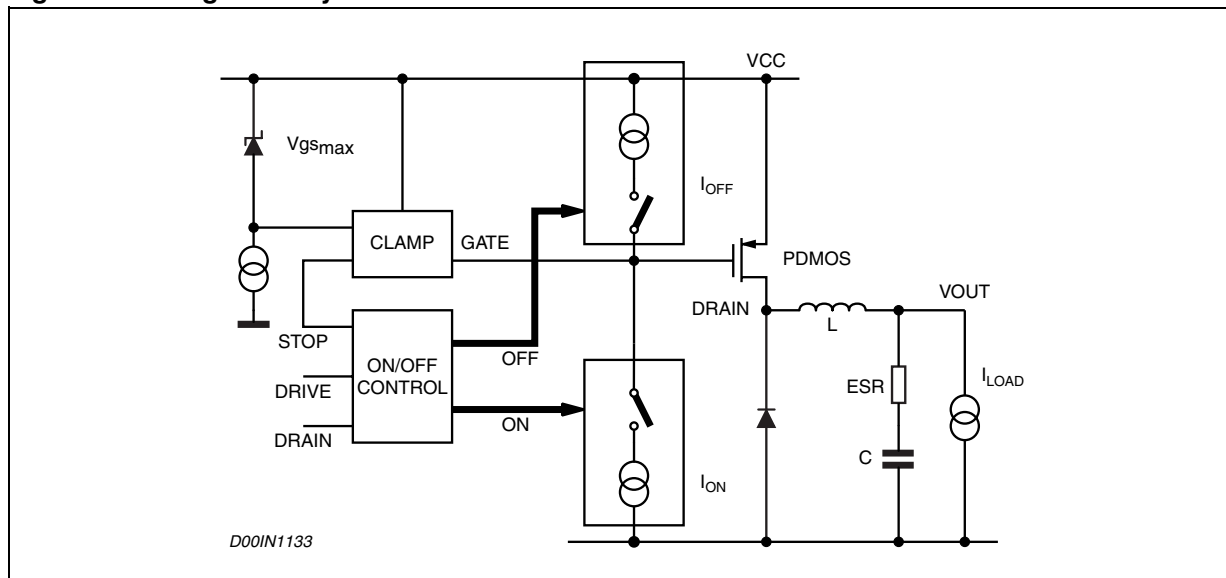 VCC
Vgsmax
IOFF
CLAMP
GATE
PDMOS
DRAIN
VOUT
L
STOP
OFF
ON/OFF
CONTROL
DRIVE
ESR
ILOAD
ON
DRAIN
C
ION
D00IN1133